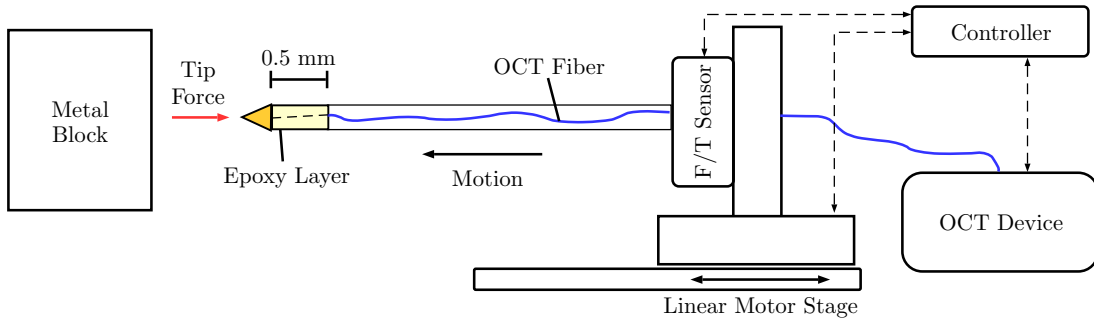 Metal
Block
Tip
Force
0.5 mm
Epoxy Layer
OCT Fiber
Motion
F/T Sensor
Controller
OCT Device
Linear Motor Stage